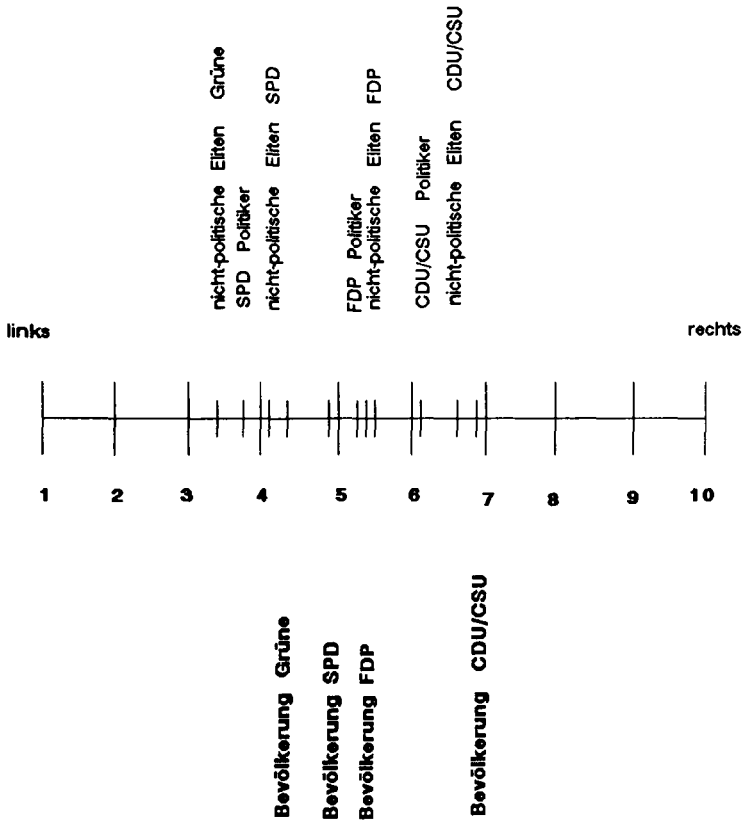 nicht-politische Eliten Grüne
SPD Politiker
nicht-politische Eliten SPD
FDP Politiker
nicht-politische Eliten FDP
CDU/CSU Politiker
nicht-politische Eliten CDU/CSU
links
rechts
1 2 3 4 5 6 7 8 9 10
Bevölkerung Grüne
Bevölkerung SPD
Bevölkerung FDP
Bevölkerung CDU/CSU